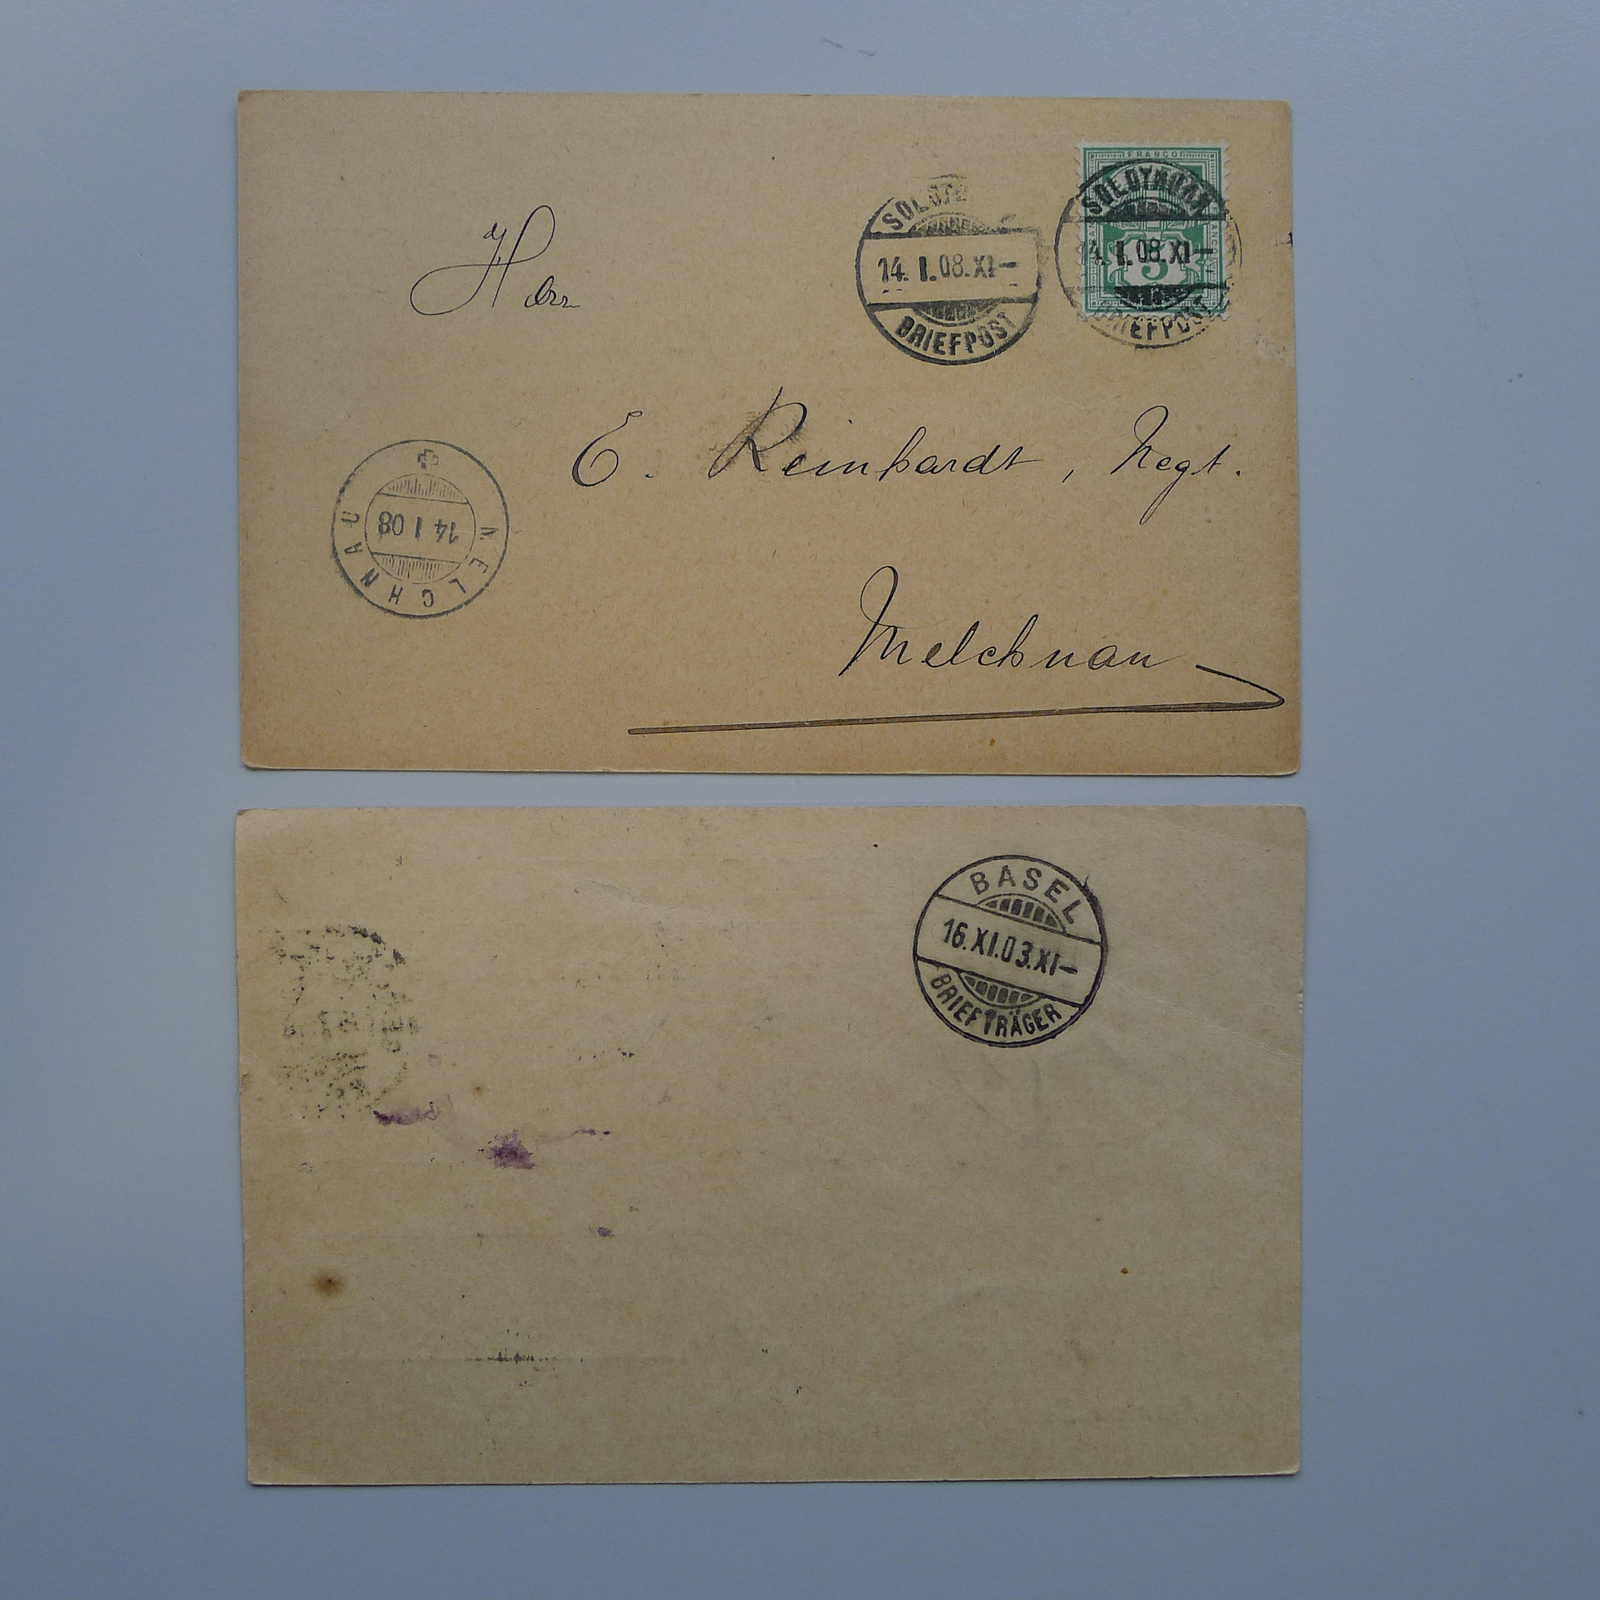 FRANCO
SOLOTHURN
14. I. 08. XI–
BRIEFPOST
5
14. I. 08. XI–
BRIEFPOST
Herr
E. Reinhardt, Negt.
MELCHNAU
14 I 08
Melchnau
BASEL
16. XI. 03. XI–
BRIEFTRÄGER